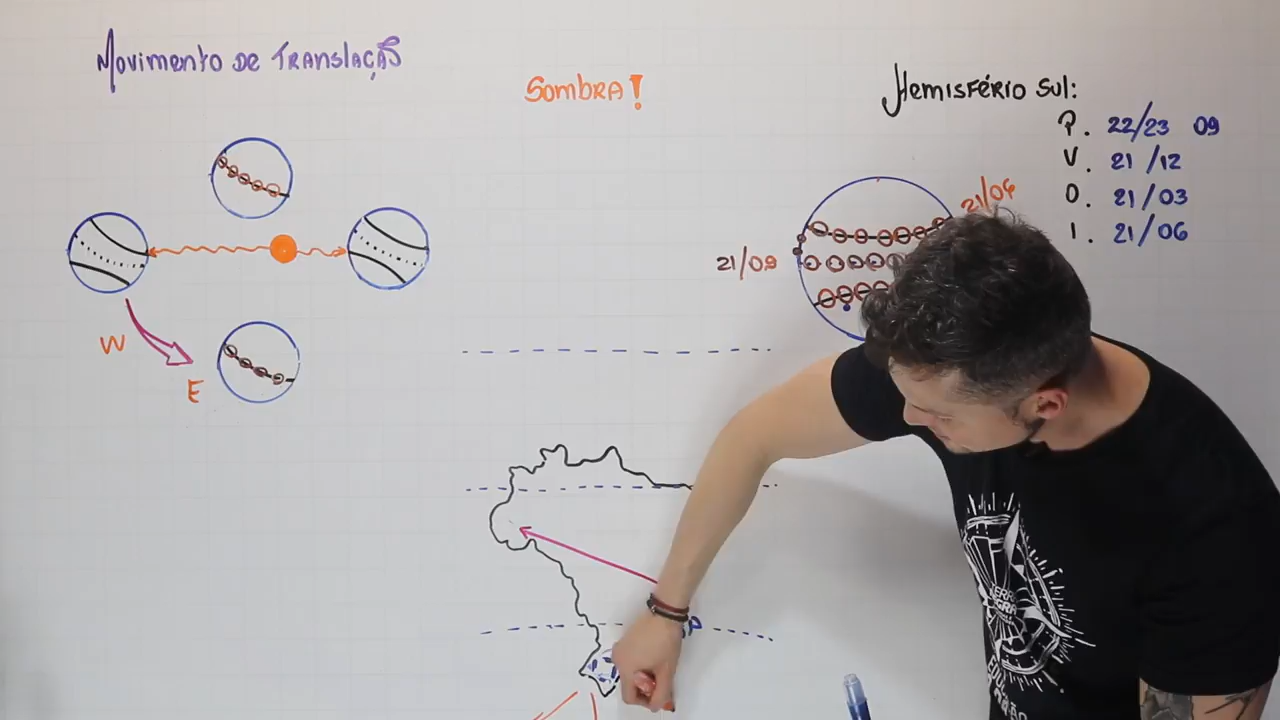 Movimento de Translação
Sombra!
Hemisfério Sul:
P. 22/23 09
V. 21/12
O. 21/03
I. 21/06
21/06
21/09
W
E